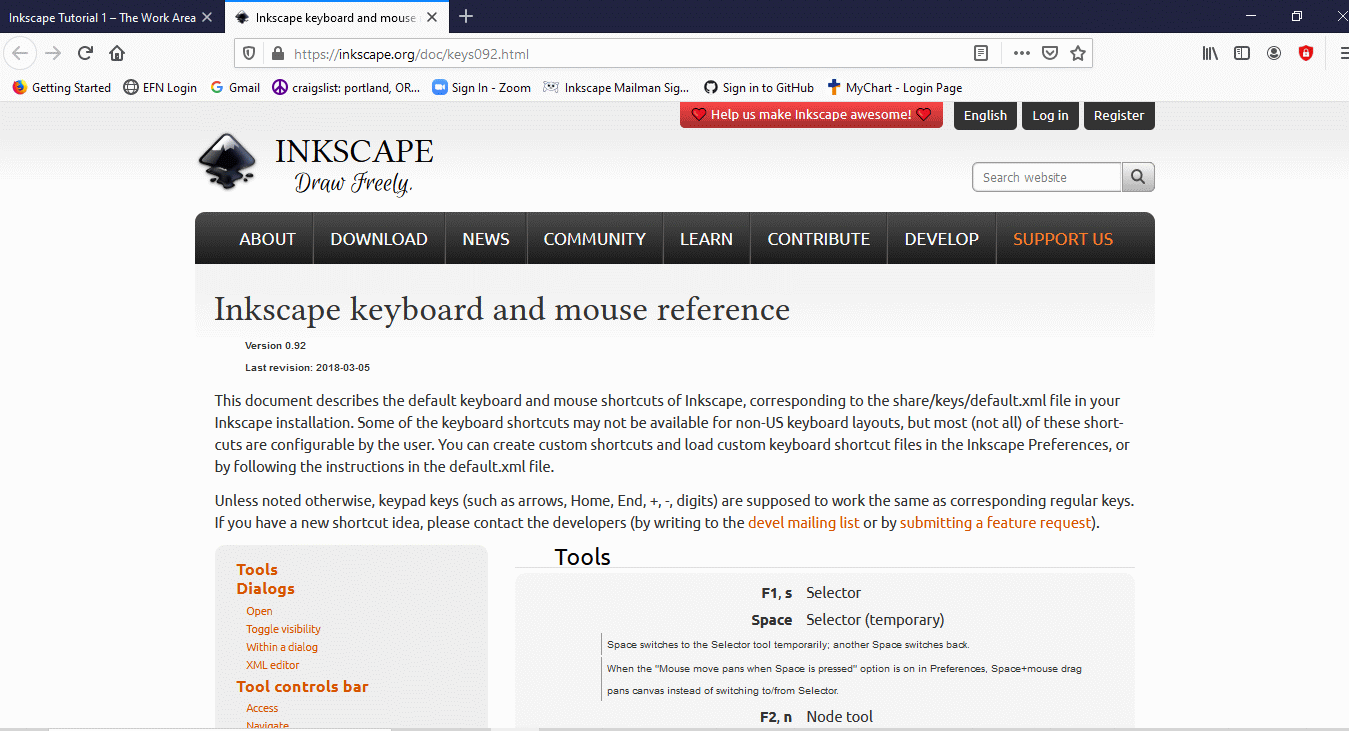 Inkscape Tutorial 1 – The Work Area
Inkscape keyboard and mouse
https://inkscape.org/doc/keys092.html
Getting Started EFN Login Gmail craigslist: portland, OR... Sign In - Zoom Inkscape Mailman Sig... Sign in to GitHub MyChart - Login Page
Help us make Inkscape awesome! English Log in Register
INKSCAPE
Draw Freely.
Search website
ABOUT DOWNLOAD NEWS COMMUNITY LEARN CONTRIBUTE DEVELOP SUPPORT US
Inkscape keyboard and mouse reference
Version 0.92
Last revision: 2018-03-05
This document describes the default keyboard and mouse shortcuts of Inkscape, corresponding to the share/keys/default.xml file in your
Inkscape installation. Some of the keyboard shortcuts may not be available for non-US keyboard layouts, but most (not all) of these short-
cuts are configurable by the user. You can create custom shortcuts and load custom keyboard shortcut files in the Inkscape Preferences, or
by following the instructions in the default.xml file.
Unless noted otherwise, keypad keys (such as arrows, Home, End, +, -, digits) are supposed to work the same as corresponding regular keys.
If you have a new shortcut idea, please contact the developers (by writing to the devel mailing list or by submitting a feature request).
Tools
Dialogs
Open
Toggle visibility
Within a dialog
XML editor
Tool controls bar
Access
Navigate
Tools
F1, s Selector
Space Selector (temporary)
Space switches to the Selector tool temporarily; another Space switches back.
When the "Mouse move pans when Space is pressed" option is on in Preferences, Space+mouse drag
pans canvas instead of switching to/from Selector.
F2, n Node tool